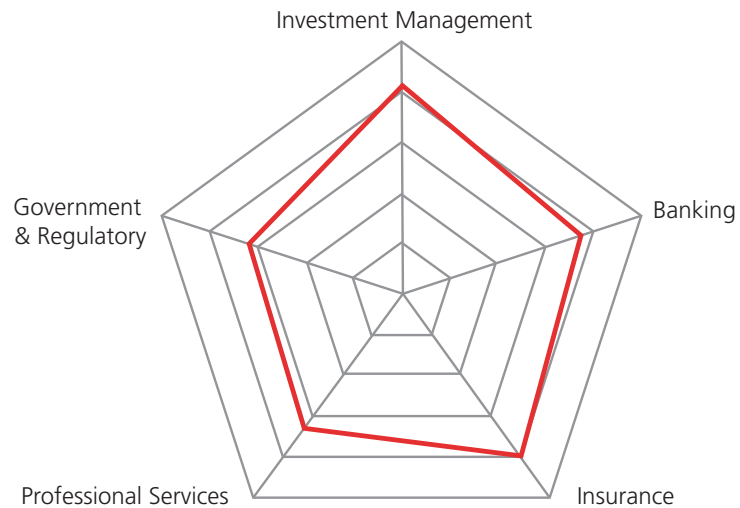 Investment Management
Government
& Regulatory
Banking
Professional Services
Insurance